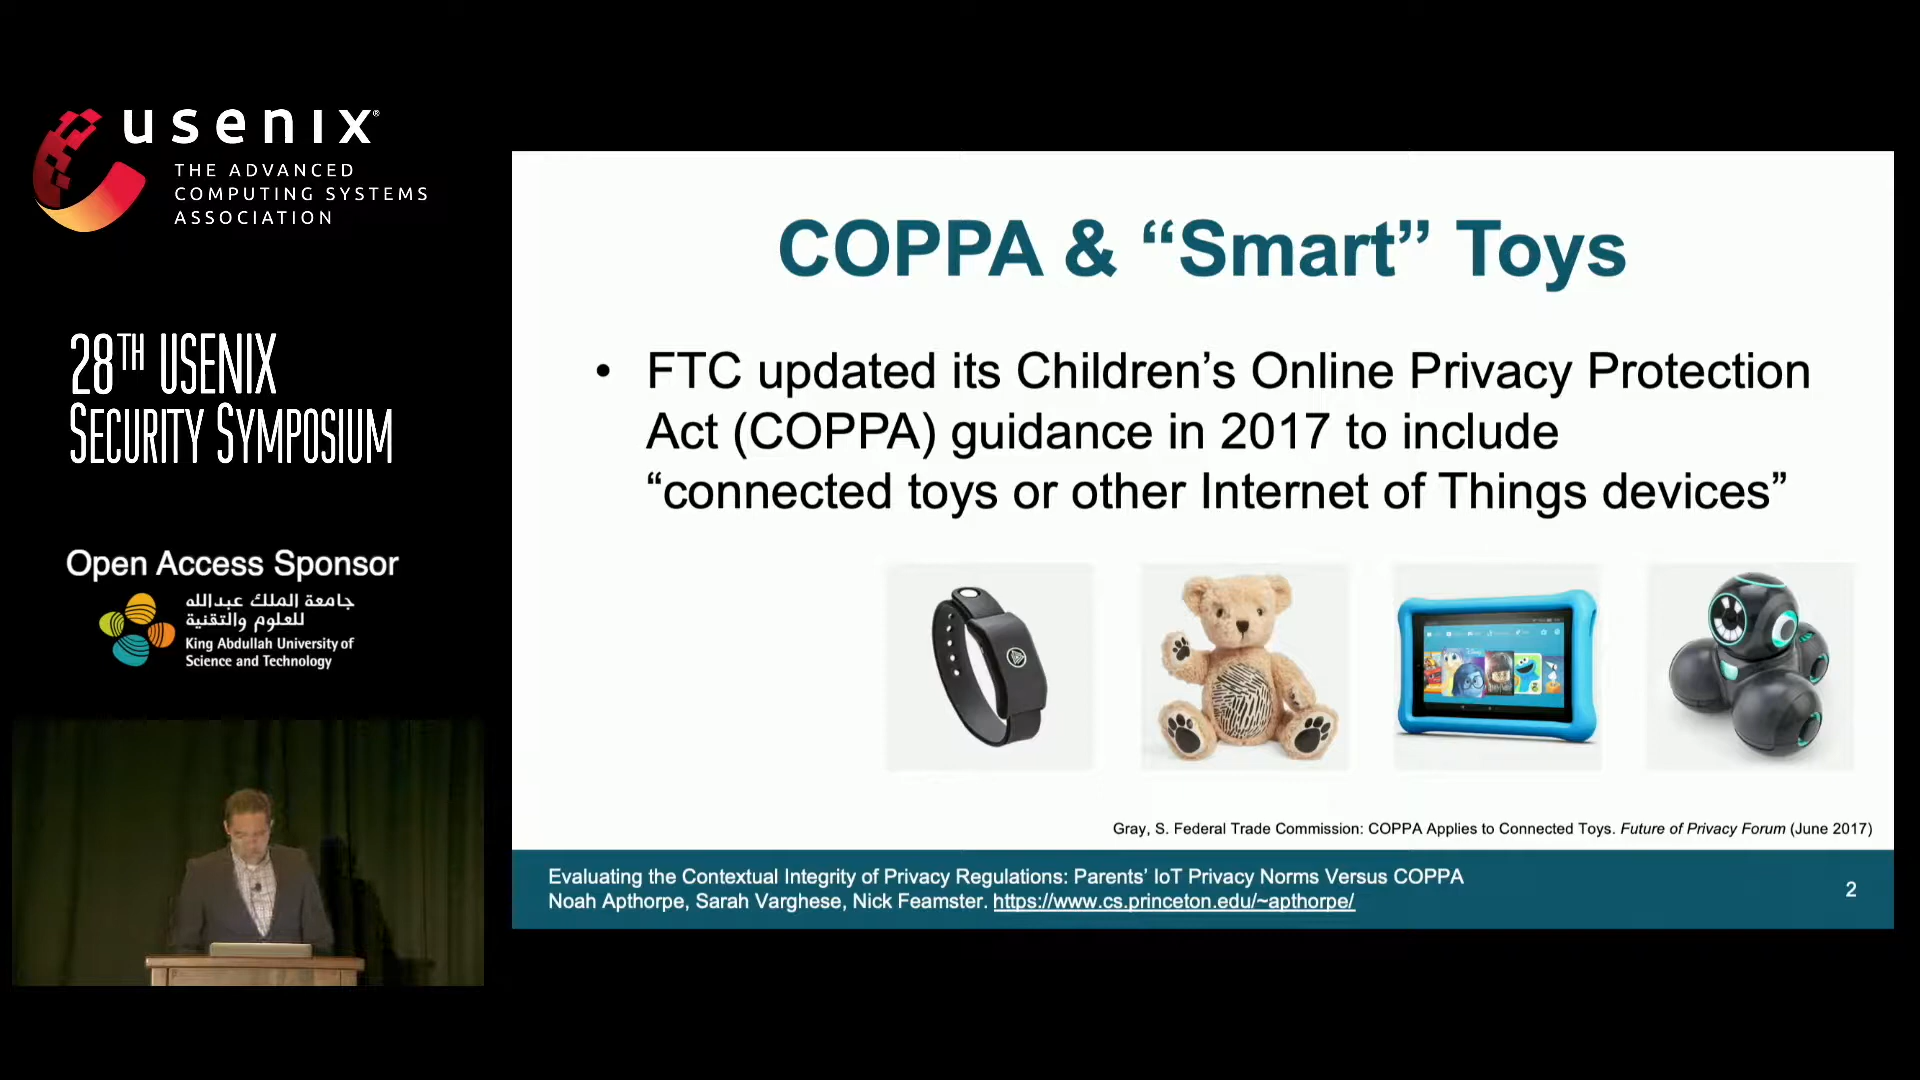 usenix®
THE ADVANCED
COMPUTING SYSTEMS
ASSOCIATION
28TH USENIX
SECURITY SYMPOSIUM
Open Access Sponsor
جامعة الملك عبدالله
للعلوم والتقنية
King Abdullah University of
Science and Technology
COPPA & “Smart” Toys
• FTC updated its Children’s Online Privacy Protection
Act (COPPA) guidance in 2017 to include
“connected toys or other Internet of Things devices”
Gray, S. Federal Trade Commission: COPPA Applies to Connected Toys. Future of Privacy Forum (June 2017)
Evaluating the Contextual Integrity of Privacy Regulations: Parents’ IoT Privacy Norms Versus COPPA
Noah Apthorpe, Sarah Varghese, Nick Feamster. https://www.cs.princeton.edu/~apthorpe/
2